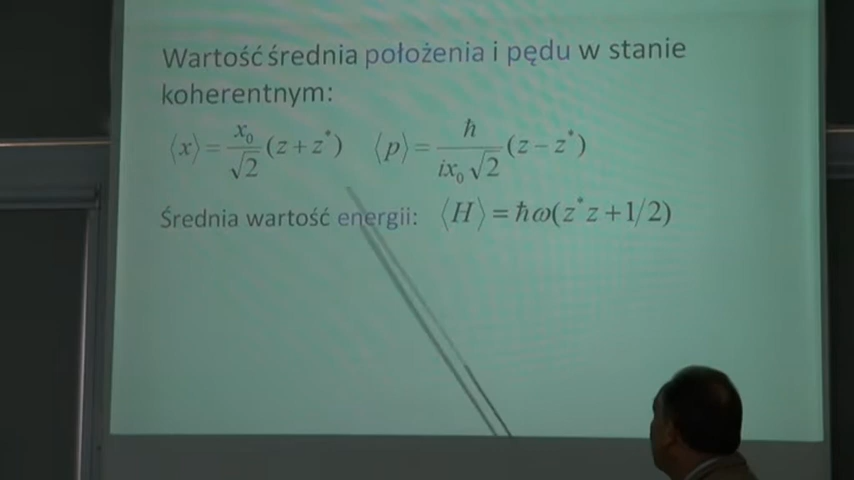 Wartość średnia położenia i pędu w stanie
koherentnym:
⟨x⟩ = x₀/√2 (z + z*) ⟨p⟩ = ħ/(ix₀√2) (z − z*)
Średnia wartość energii: ⟨H⟩ = ħω(z*z + 1/2)